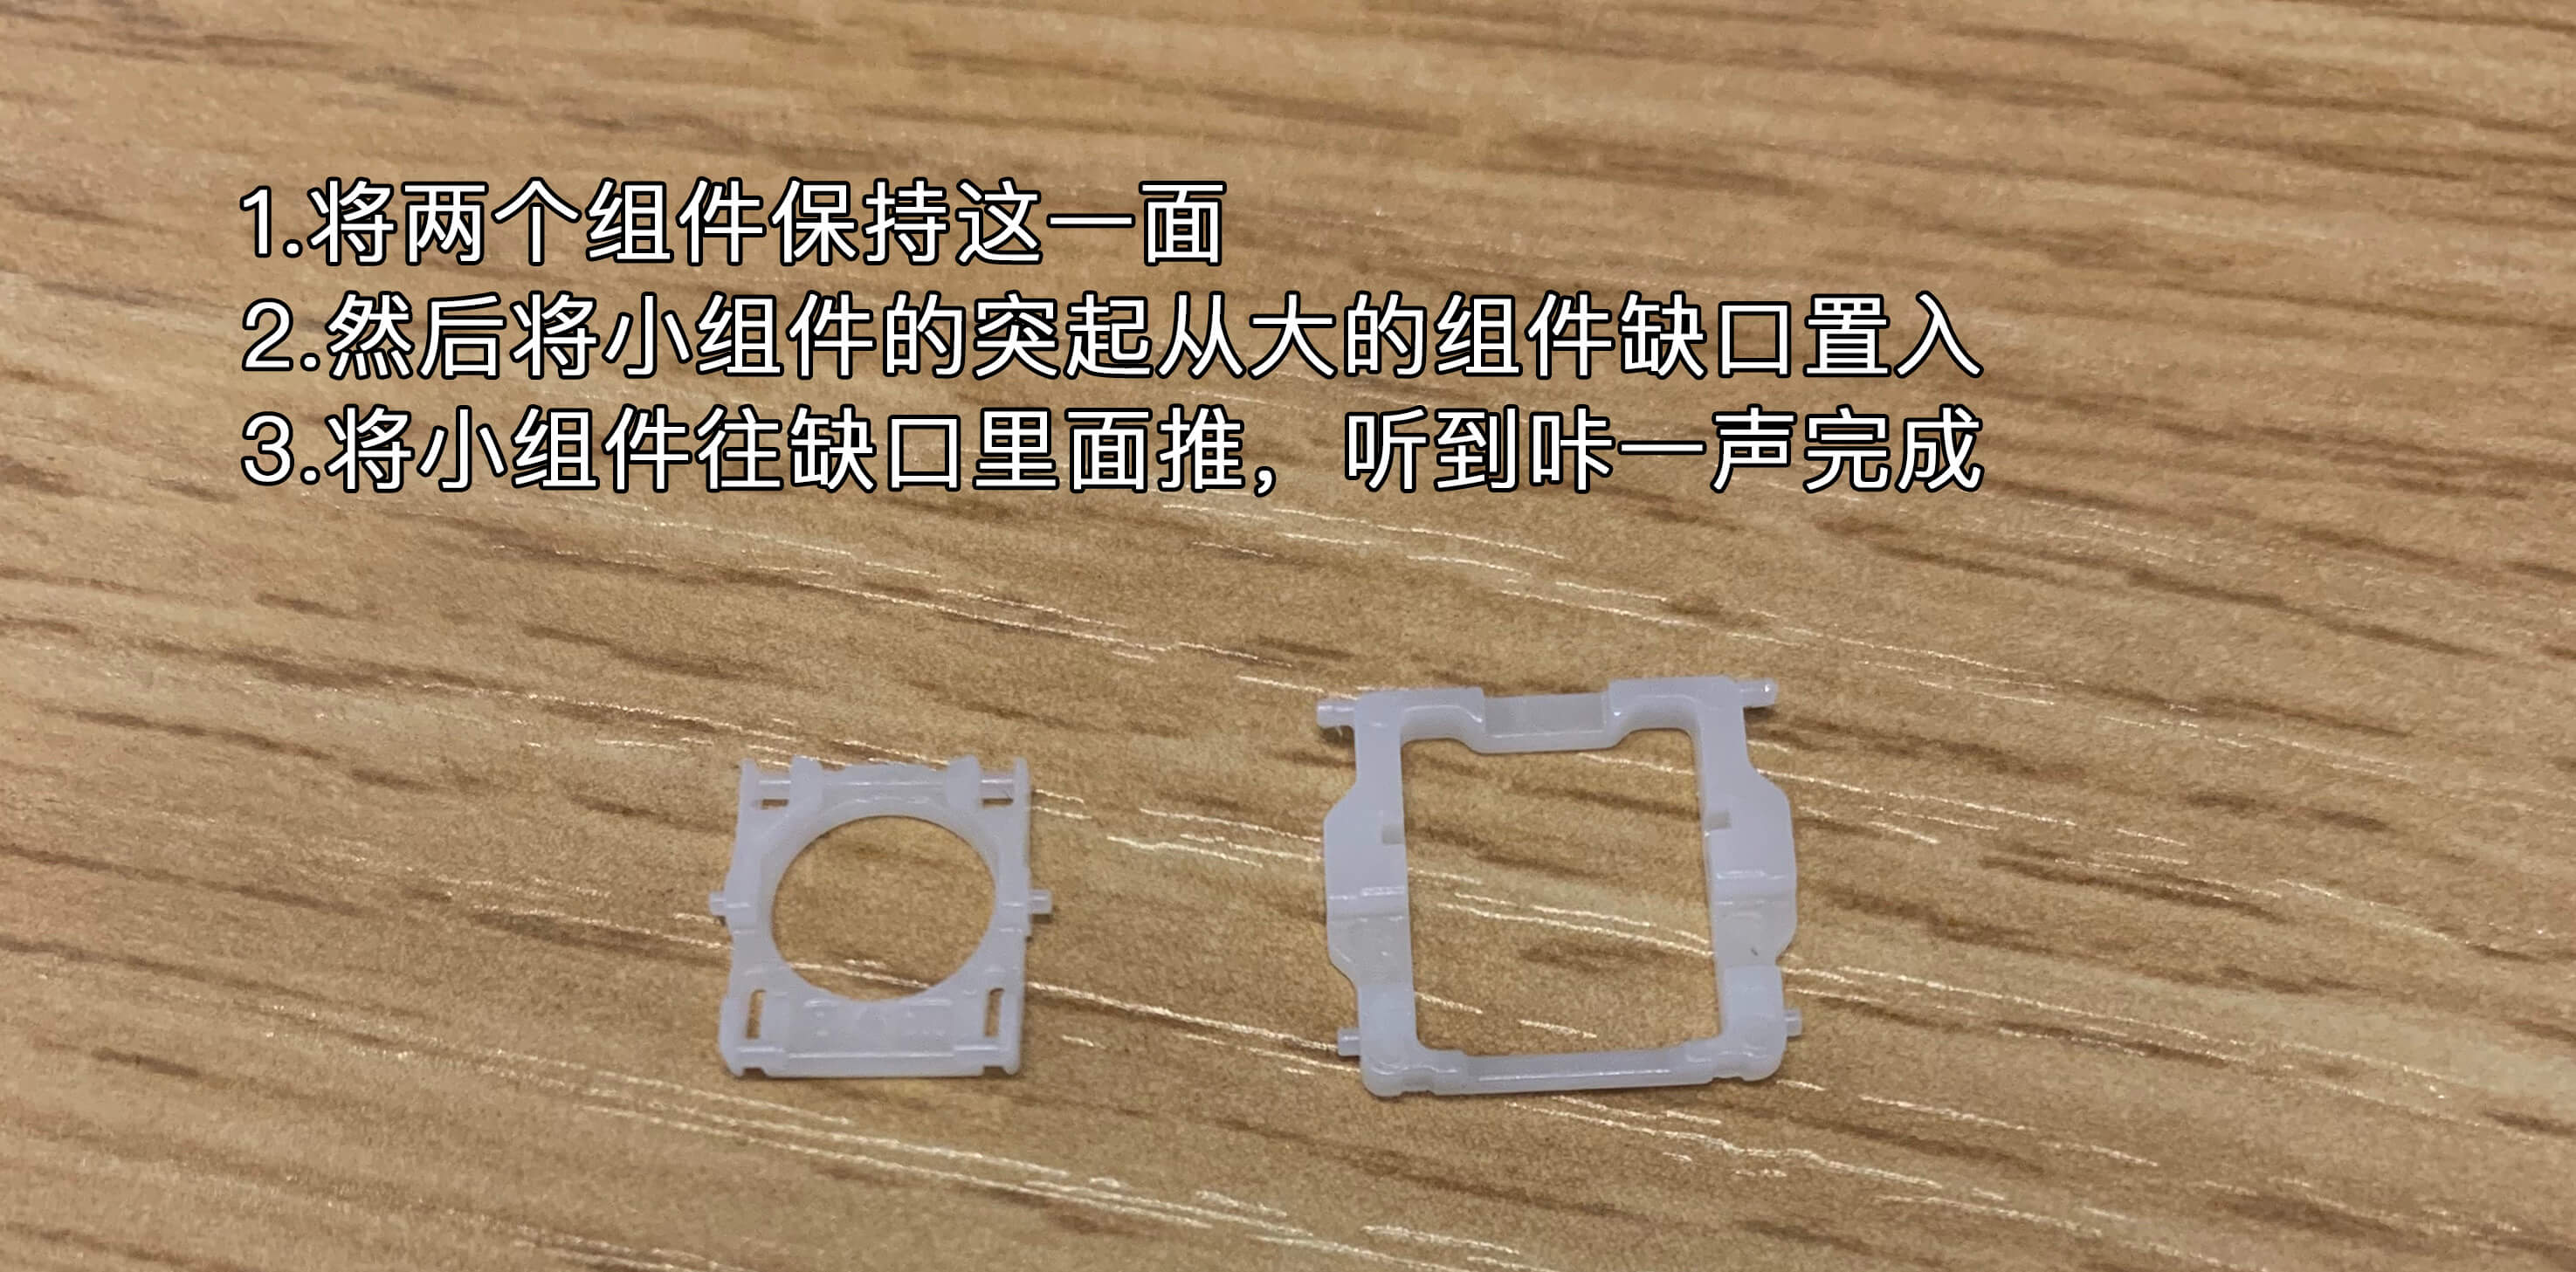 1.将两个组件保持这一面
2.然后将小组件的突起从大的组件缺口置入
3.将小组件往缺口里面推，听到咔一声完成